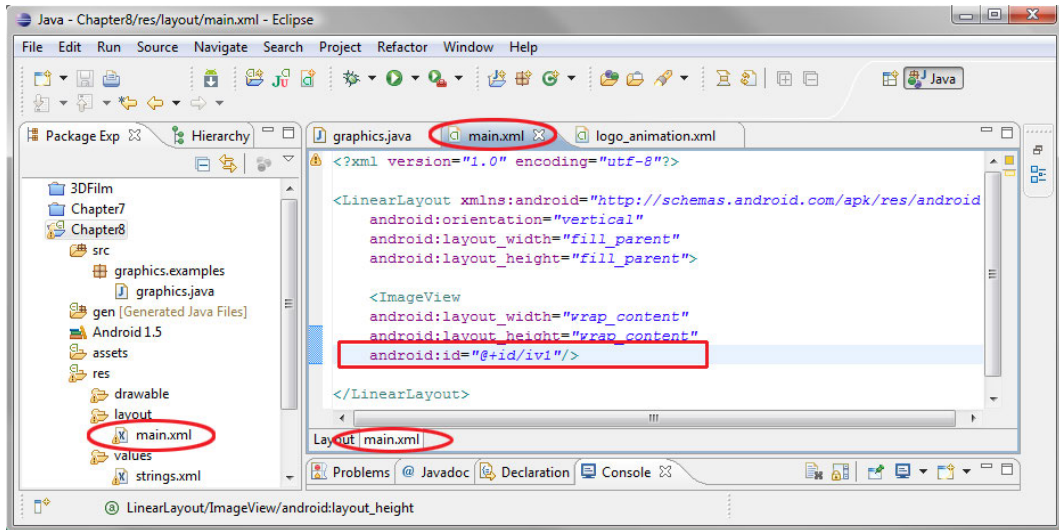 Java - Chapter8/res/layout/main.xml - Eclipse
File Edit Run Source Navigate Search Project Refactor Window Help
Java
Package Exp Hierarchy
graphics.java main.xml logo_animation.xml
3DFilm
Chapter7
Chapter8
src
graphics.examples
graphics.java
gen [Generated Java Files]
Android 1.5
assets
res
drawable
layout
main.xml
values
strings.xml
<?xml version="1.0" encoding="utf-8"?>
<LinearLayout xmlns:android="http://schemas.android.com/apk/res/android
android:orientation="vertical"
android:layout_width="fill_parent"
android:layout_height="fill_parent">
<ImageView
android:layout_width="wrap_content"
android:layout_height="wrap_content"
android:id="@+id/iv1"/>
</LinearLayout>
Layout main.xml
Problems @ Javadoc Declaration Console
LinearLayout/ImageView/android:layout_height